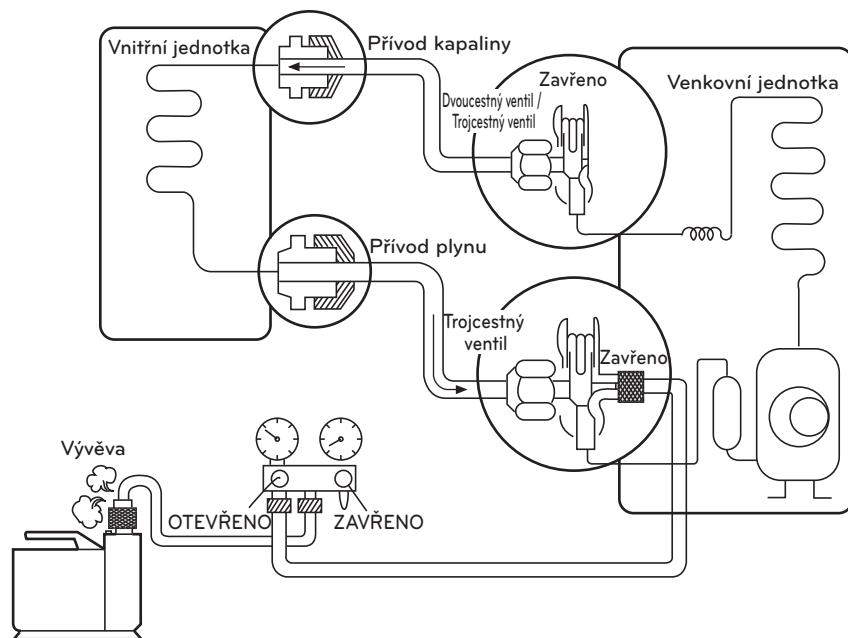 Vnitřní jednotka
Přívod kapaliny
Dvoucestný ventil /
Trojcestný ventil
Zavřeno
Venkovní jednotka
Přívod plynu
Trojcestný
ventil
Zavřeno
Vývěva
OTEVŘENO
ZAVŘENO